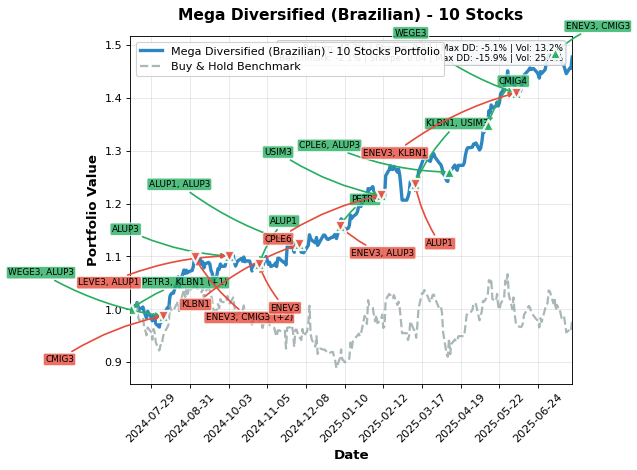 Mega Diversified (Brazilian) - 10 Stocks
WEGE3
ENEV3, CMIG3
Max DD: -5.1% | Vol: 13.2%
Max DD: -15.9% | Vol: 25.
Mega Diversified (Brazilian) - 10 Stocks Portfolio
Buy & Hold Benchmark
CMIG4
KLBN1, USIM3
CPLE6, ALUP3
USIM3
ENEV3, KLBN1
ALUP1, ALUP3
PETR
ALUP1
ALUP3
CPLE6
ALUP1
ENEV3, ALUP3
WEGE3, ALUP3
LEVE3, ALUP1
PETR3, KLBN1 (+1)
KLBN1
ENEV3
ENEV3, CMIG3 (+2)
CMIG3
1.5
1.4
1.3
1.2
1.1
1.0
0.9
Portfolio Value
2024-07-29
2024-08-31
2024-10-03
2024-11-05
2024-12-08
2025-01-10
2025-02-12
2025-03-17
2025-04-19
2025-05-22
2025-06-24
Date